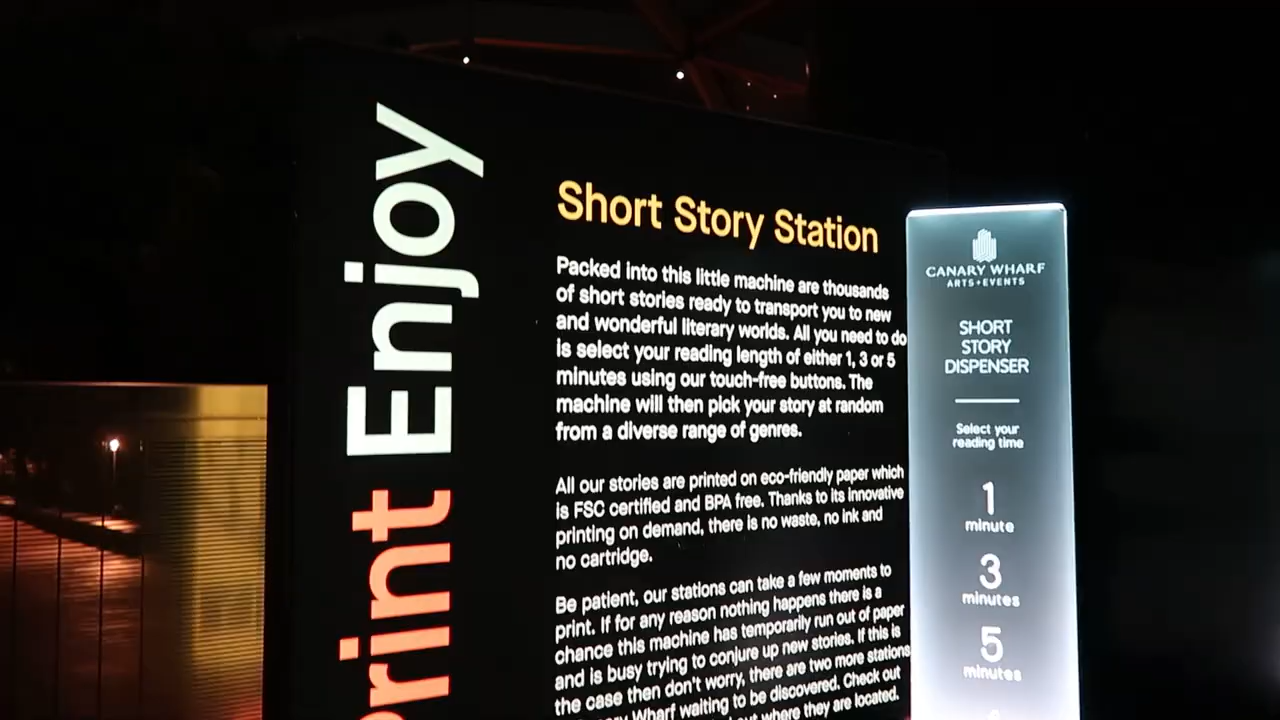 Enjoy
Short Story Station
Packed into this little machine are thousands
of short stories ready to transport you to new
and wonderful literary worlds. All you need to do
is select your reading length of either 1, 3 or 5
minutes using our touch-free buttons. The
machine will then pick your story at random
from a diverse range of genres.
All our stories are printed on eco-friendly paper which
is FSC certified and BPA free. Thanks to its innovative
printing on demand, there is no waste, no ink and
no cartridge.
Be patient, our stations can take a few moments to
print. If for any reason nothing happens there is a
chance this machine has temporarily run out of paper
and is busy trying to conjure up new stories. If this is
the case then don't worry, there are two more stations
Wharf waiting to be discovered. Check out
where they are located.
CANARY WHARF
ARTS+EVENTS
SHORT
STORY
DISPENSER
Select your
reading time
1
minute
3
minutes
5
minutes